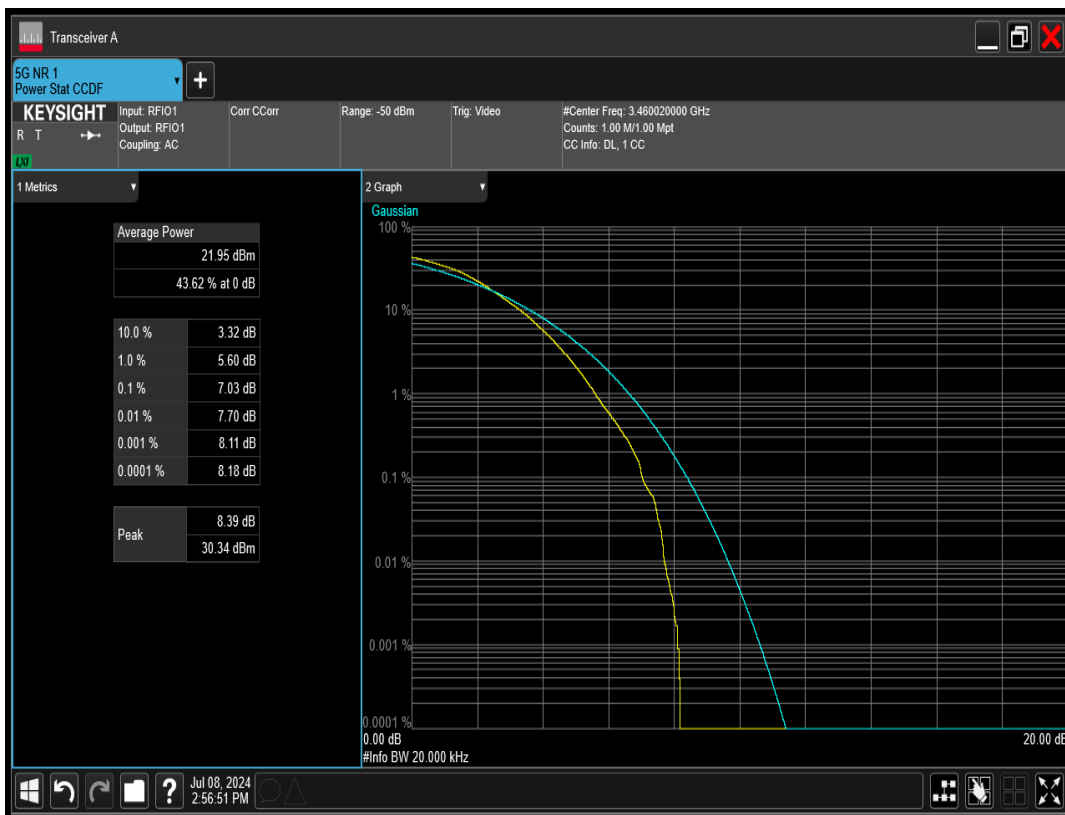 Transceiver A
5G NR 1
Power Stat CCDF
+
KEYSIGHT
R T
LXI
Input: RFIO1
Output: RFIO1
Coupling: AC
Corr CCorr
Range: -50 dBm
Trig: Video
#Center Freq: 3.460020000 GHz
Counts: 1.00 M/1.00 Mpt
CC Info: DL, 1 CC
1 Metrics
Average Power
21.95 dBm
43.62 % at 0 dB
10.0 % 3.32 dB
1.0 % 5.60 dB
0.1 % 7.03 dB
0.01 % 7.70 dB
0.001 % 8.11 dB
0.0001 % 8.18 dB
Peak
8.39 dB
30.34 dBm
2 Graph
Gaussian
100 %
10 %
1 %
0.1 %
0.01 %
0.001 %
0.0001 %
0.00 dB 20.00 dB
#Info BW 20.000 kHz
?
Jul 08, 2024
2:56:51 PM